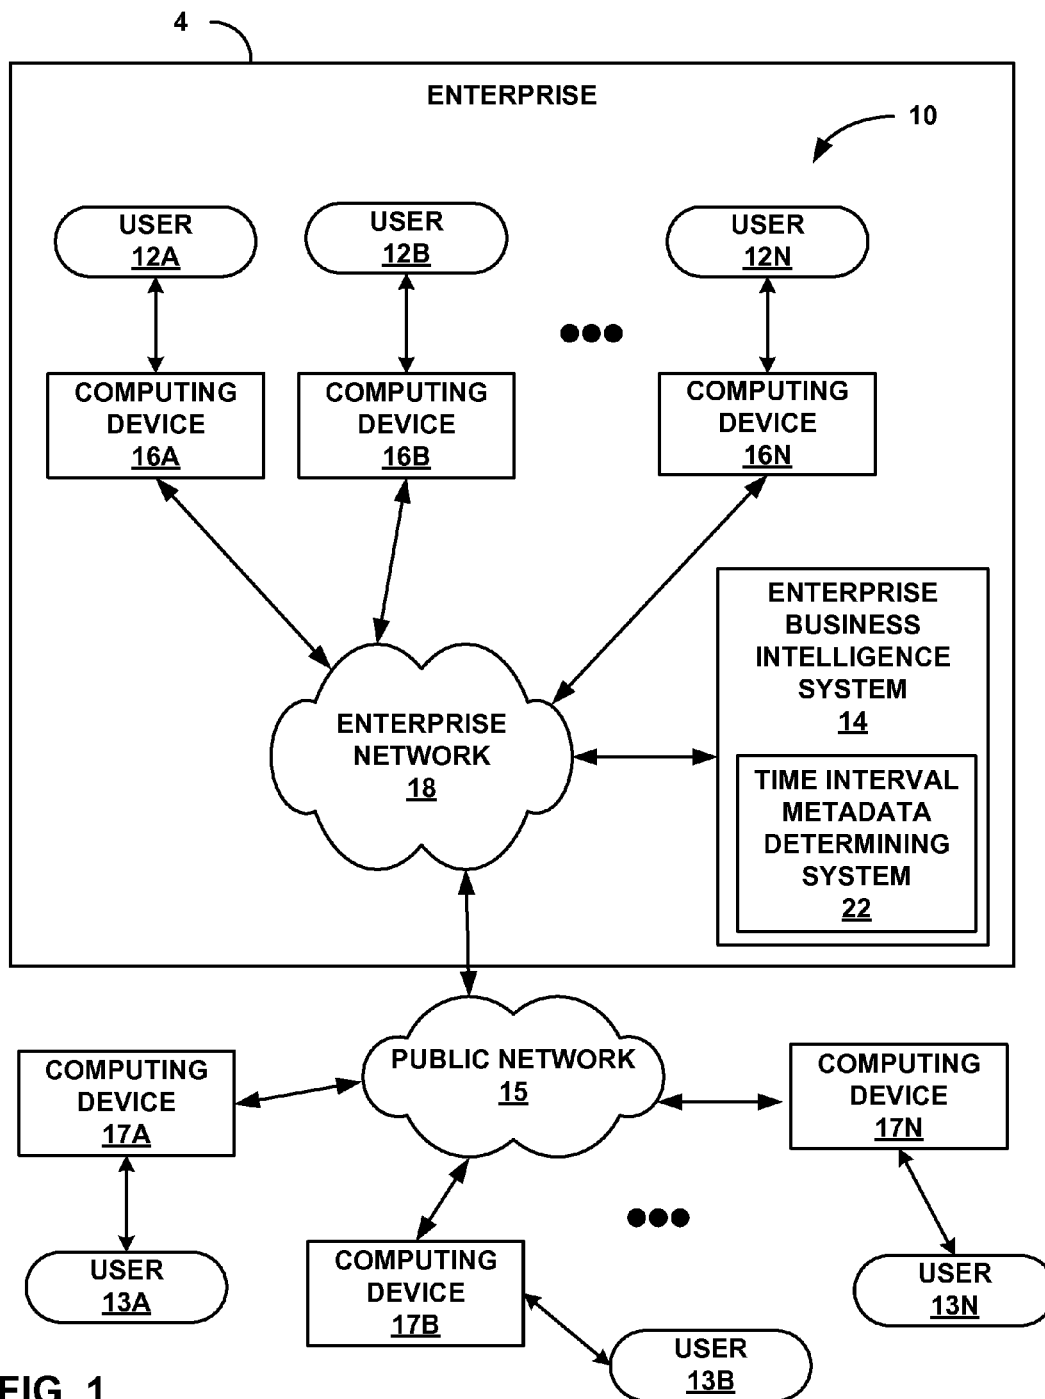 4
ENTERPRISE
10
USER
12A
USER
12B
USER
12N
COMPUTING
DEVICE
16A
COMPUTING
DEVICE
16B
COMPUTING
DEVICE
16N
ENTERPRISE
BUSINESS
INTELLIGENCE
SYSTEM
14
TIME INTERVAL
METADATA
DETERMINING
SYSTEM
22
ENTERPRISE
NETWORK
18
PUBLIC NETWORK
15
COMPUTING
DEVICE
17A
COMPUTING
DEVICE
17N
COMPUTING
DEVICE
17B
USER
13A
USER
13N
USER
13B
FIG. 1